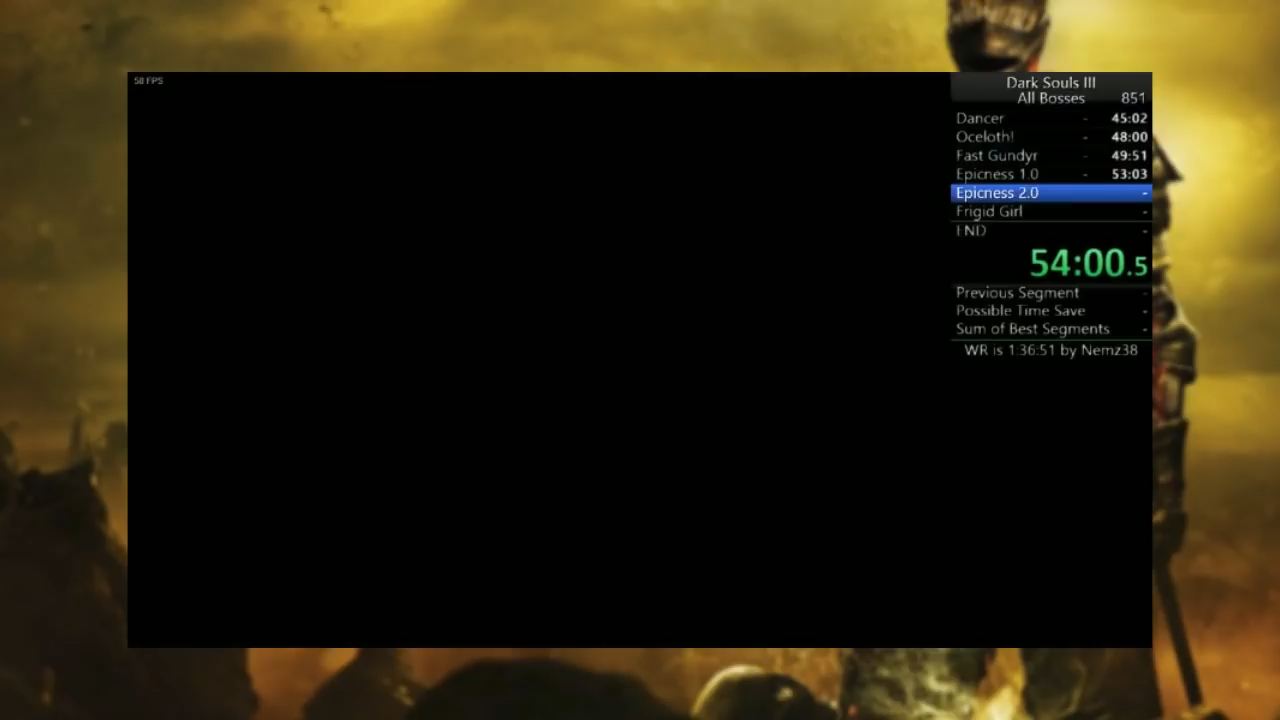 58 FPS
Dark Souls III
All Bosses 851
Dancer - 45:02
Oceloth! - 48:00
Fast Gundyr - 49:51
Epicness 1.0 - 53:03
Epicness 2.0 -
Frigid Girl -
END -
54:00.5
Previous Segment -
Possible Time Save -
Sum of Best Segments -
WR is 1:36:51 by Nemz38